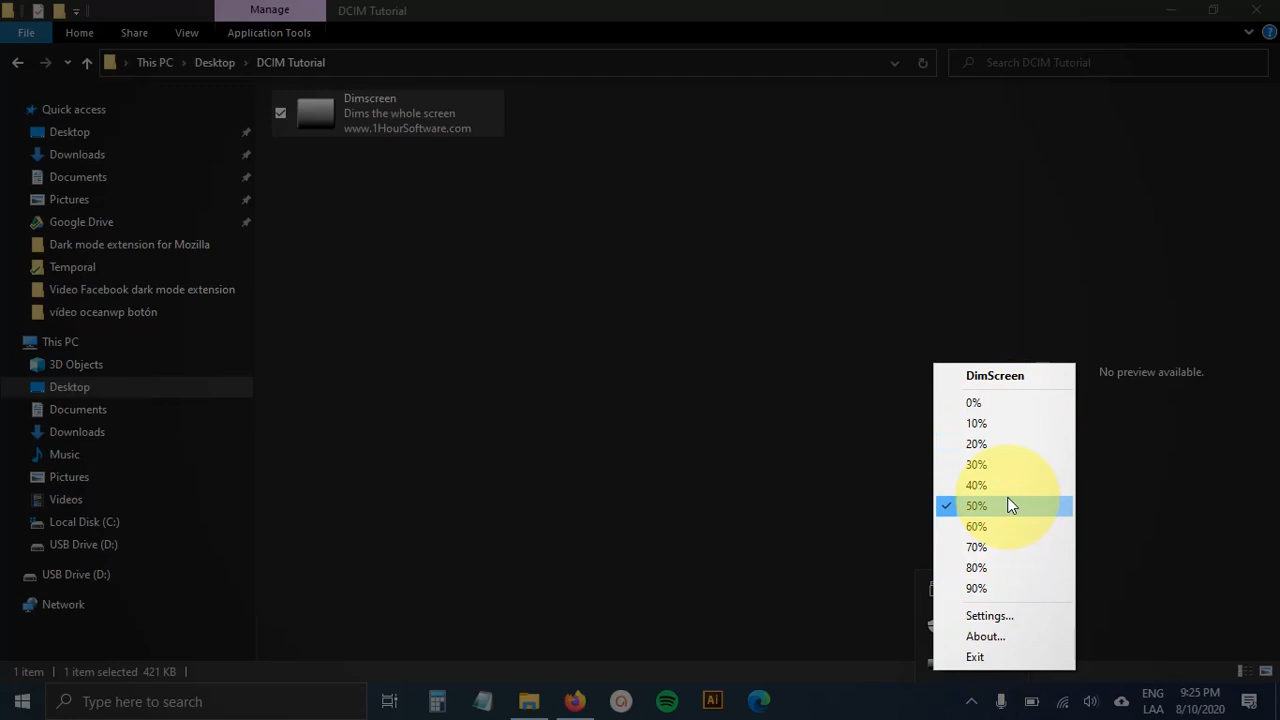 Manage
DCIM Tutorial
File
Home
Share
View
Application Tools
This PC
Desktop
DCIM Tutorial
Search DCIM Tutorial
Quick access
Desktop
Downloads
Documents
Pictures
Google Drive
Dark mode extension for Mozilla
Temporal
Video Facebook dark mode extension
vídeo oceanwp botón
This PC
3D Objects
Desktop
Documents
Downloads
Music
Pictures
Videos
Local Disk (C:)
USB Drive (D:)
USB Drive (D:)
Network
Dimscreen
Dims the whole screen
www.1HourSoftware.com
No preview available.
DimScreen
0%
10%
20%
30%
40%
50%
60%
70%
80%
90%
Settings...
About...
Exit
1 item
1 item selected 421 KB
Type here to search
Ai
ENG
LAA
9:25 PM
8/10/2020